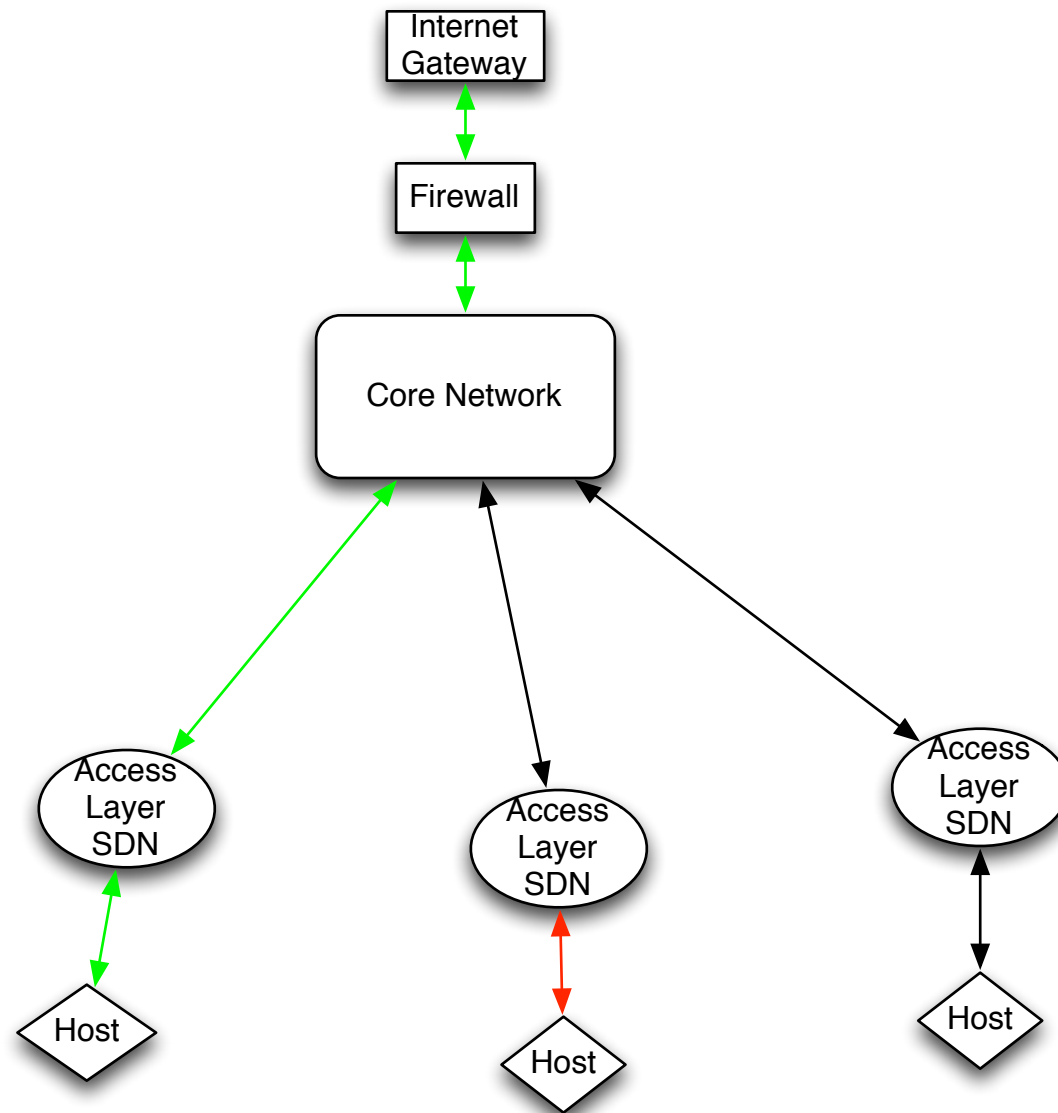 Internet
Gateway
Firewall
Core Network
Access
Layer
SDN
Access
Layer
SDN
Access
Layer
SDN
Host
Host
Host